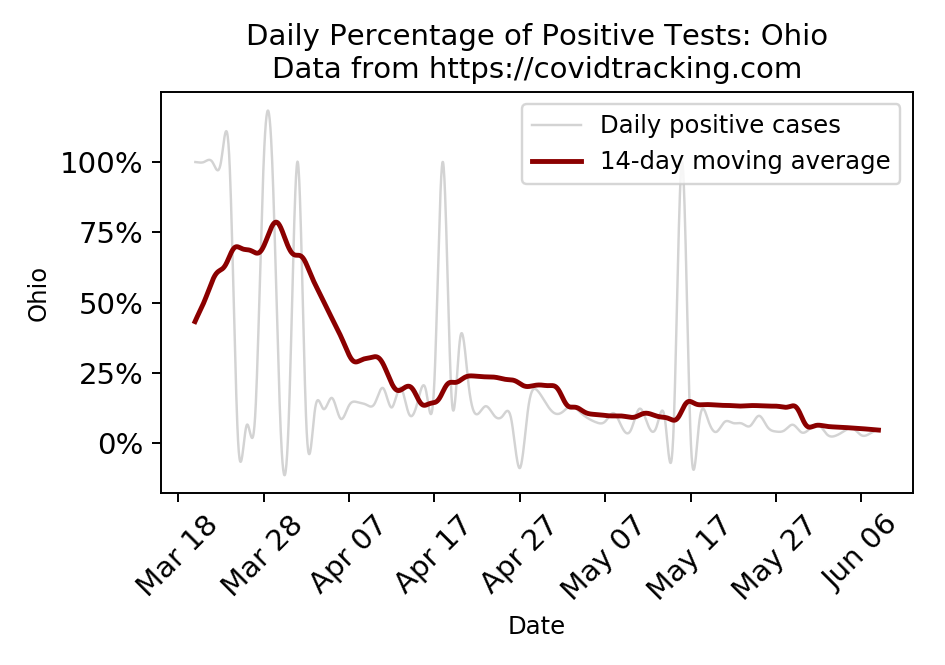 Daily Percentage of Positive Tests: Ohio
Data from https://covidtracking.com
Daily positive cases
14-day moving average
100%
75%
50%
25%
0%
Ohio
Mar 18
Mar 28
Apr 07
Apr 17
Apr 27
May 07
May 17
May 27
Jun 06
Date